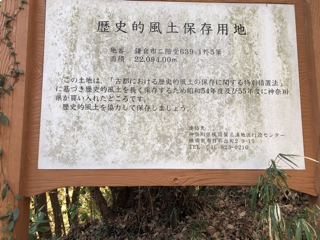 歴史的風土保存用地
地番 鎌倉市二階堂639-1外5筆
面積 22,094.00㎡
この土地は、「古都における歴史的風土の保存に関する特別措置法」
に基づき歴史的風土を長く保存するため昭和54年度及び55年度に神奈川
県が買い入れたところです。
歴史的風土を協力して保存しましょう。
連絡先